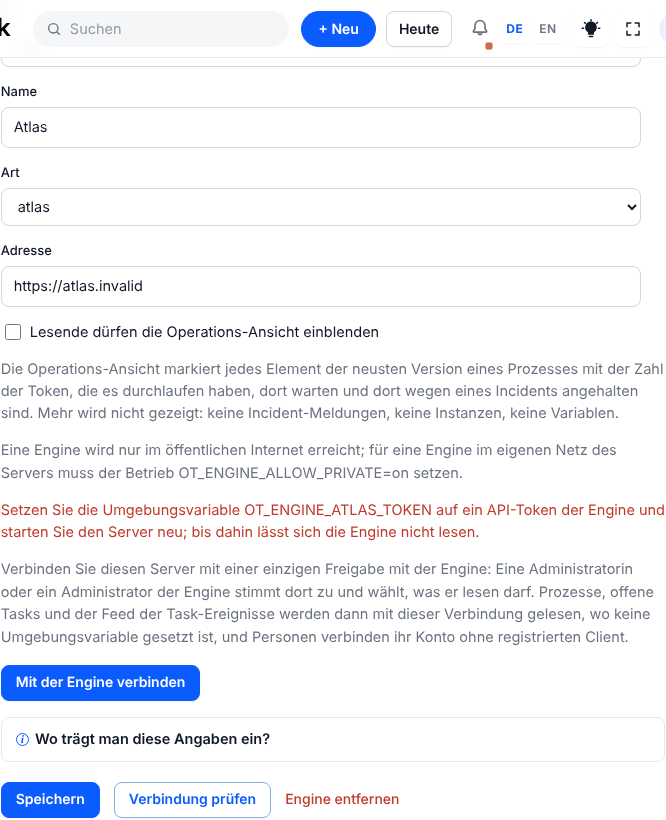 k
Suchen
+ Neu
Heute
DE
EN
Name
Atlas
Art
atlas
Adresse
https://atlas.invalid
Lesende dürfen die Operations-Ansicht einblenden
Die Operations-Ansicht markiert jedes Element der neusten Version eines Prozesses mit der Zahl
der Token, die es durchlaufen haben, dort warten und dort wegen eines Incidents angehalten
sind. Mehr wird nicht gezeigt: keine Incident-Meldungen, keine Instanzen, keine Variablen.
Eine Engine wird nur im öffentlichen Internet erreicht; für eine Engine im eigenen Netz des
Servers muss der Betrieb OT_ENGINE_ALLOW_PRIVATE=on setzen.
Setzen Sie die Umgebungsvariable OT_ENGINE_ATLAS_TOKEN auf ein API-Token der Engine und
starten Sie den Server neu; bis dahin lässt sich die Engine nicht lesen.
Verbinden Sie diesen Server mit einer einzigen Freigabe mit der Engine: Eine Administratorin
oder ein Administrator der Engine stimmt dort zu und wählt, was er lesen darf. Prozesse, offene
Tasks und der Feed der Task-Ereignisse werden dann mit dieser Verbindung gelesen, wo keine
Umgebungsvariable gesetzt ist, und Personen verbinden ihr Konto ohne registrierten Client.
Mit der Engine verbinden
Wo trägt man diese Angaben ein?
Speichern
Verbindung prüfen
Engine entfernen